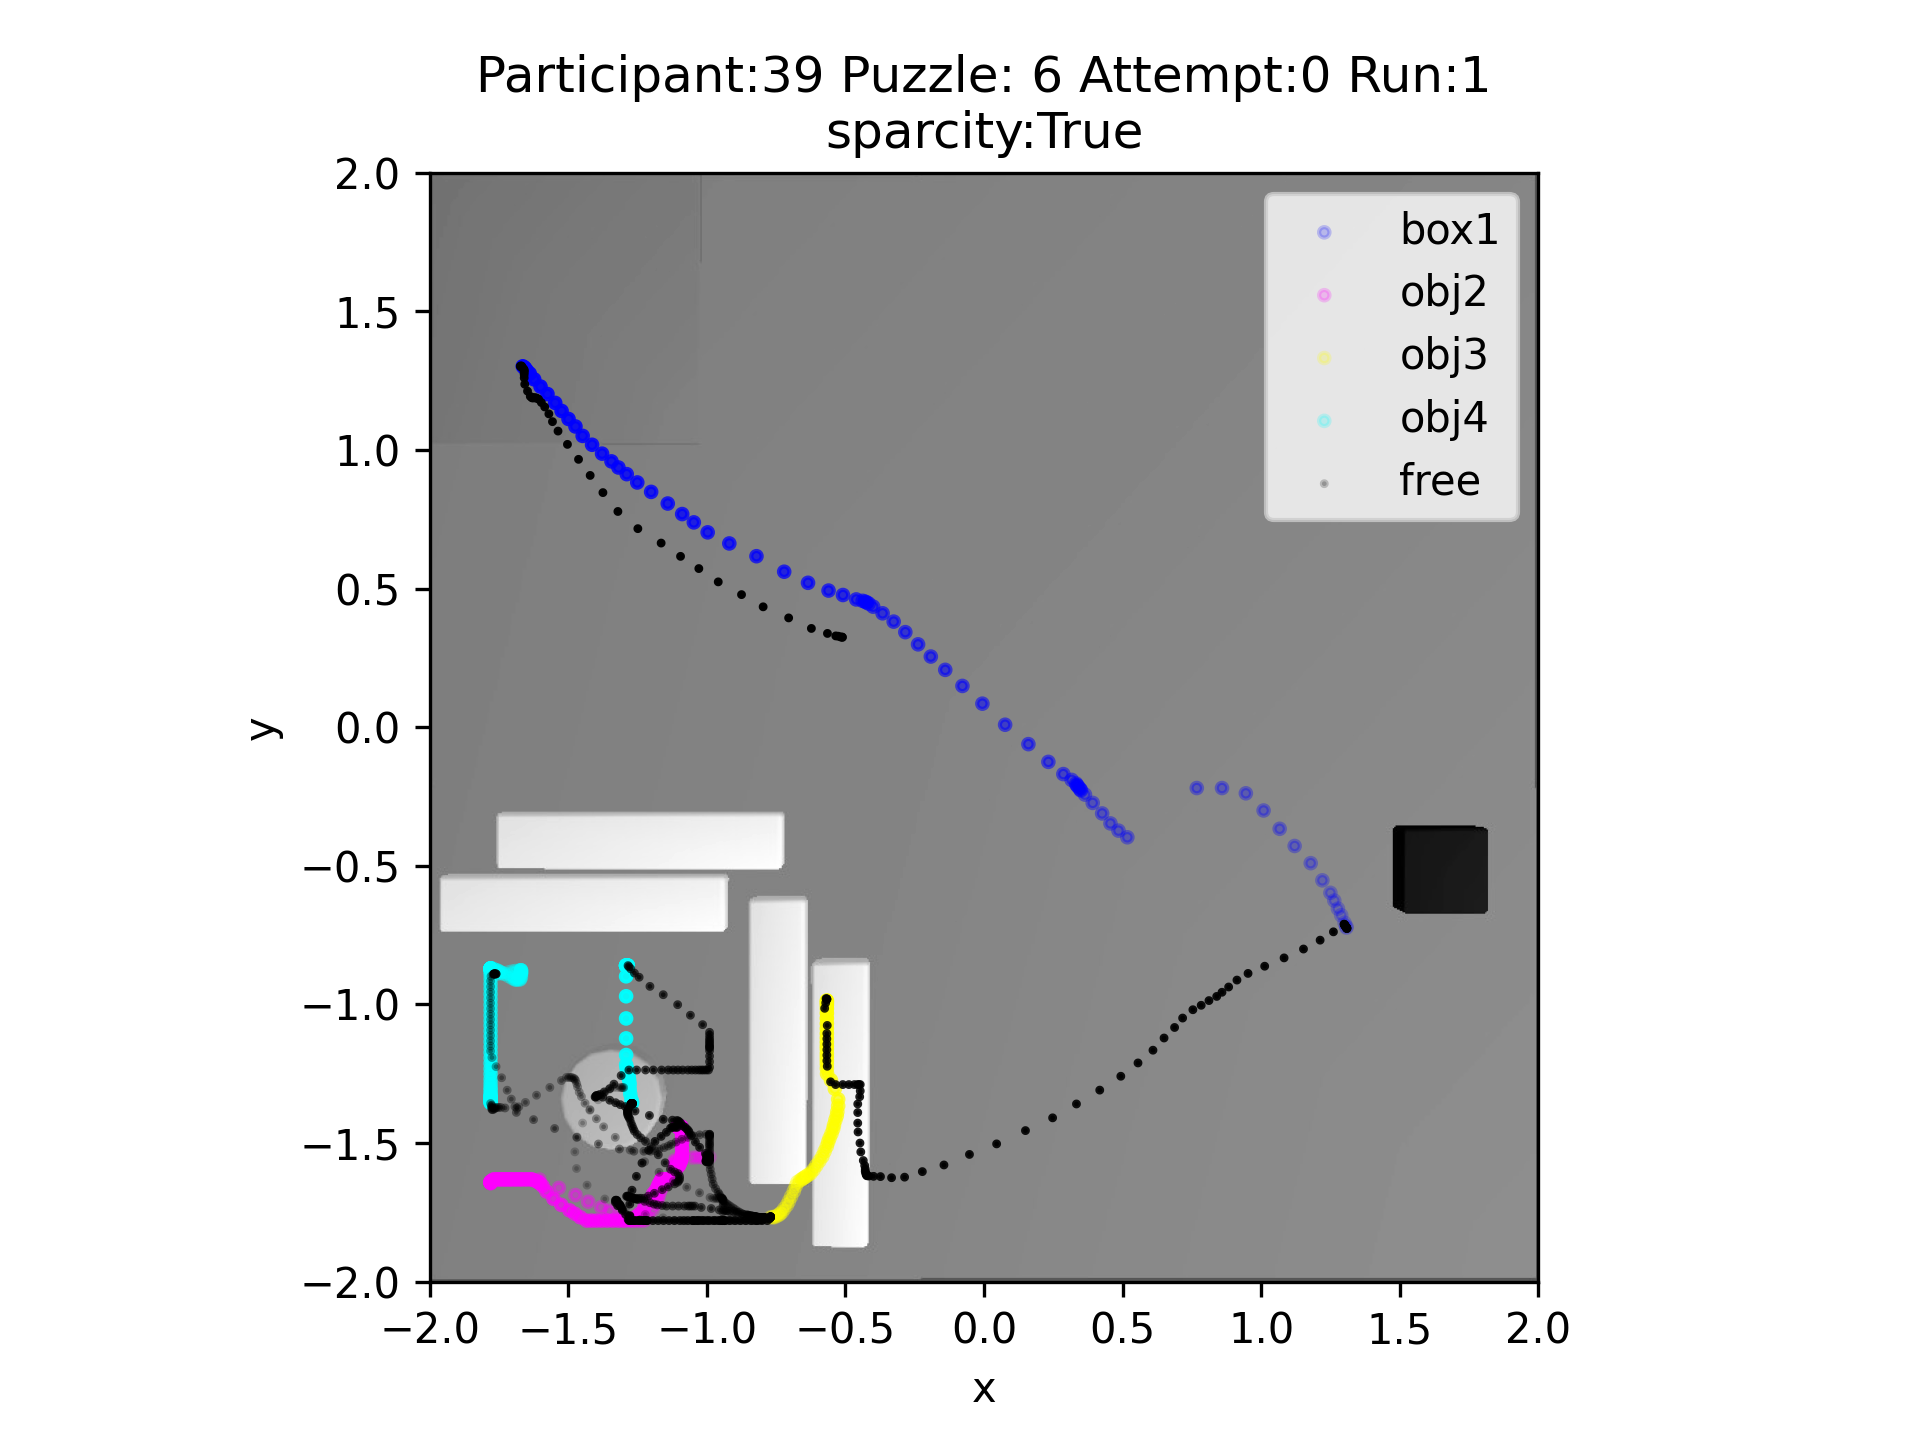 Participant:39 Puzzle: 6 Attempt:0 Run:1
sparcity:True
2.0
1.5
1.0
0.5
0.0
−0.5
−1.0
−1.5
−2.0
y
box1
obj2
obj3
obj4
free
−2.0 −1.5 −1.0 −0.5 0.0 0.5 1.0 1.5 2.0
x